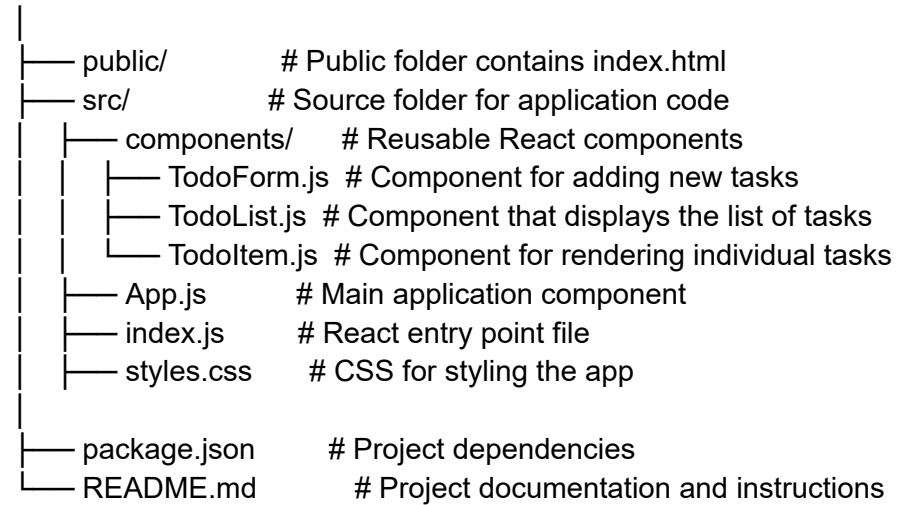 │
├── public/ # Public folder contains index.html
├── src/ # Source folder for application code
│ ├── components/ # Reusable React components
│ │ ├── TodoForm.js # Component for adding new tasks
│ │ ├── TodoList.js # Component that displays the list of tasks
│ │ └── TodoItem.js # Component for rendering individual tasks
│ ├── App.js # Main application component
│ ├── index.js # React entry point file
│ ├── styles.css # CSS for styling the app
│
├── package.json # Project dependencies
└── README.md # Project documentation and instructions